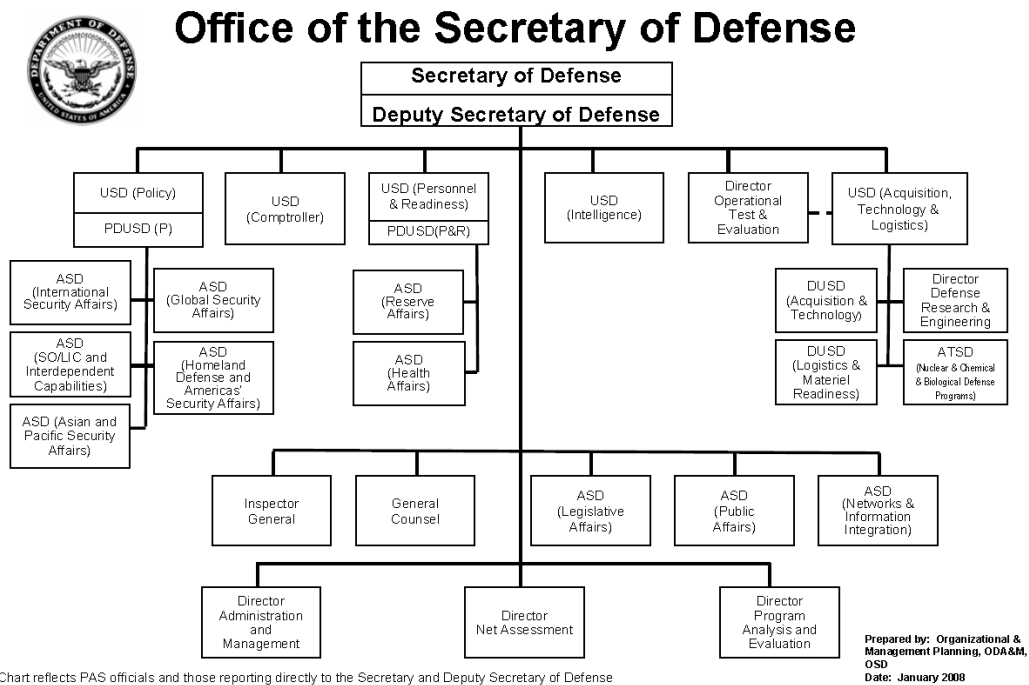 Office of the Secretary of Defense
DEPARTMENT OF DEFENSE
UNITED STATES OF AMERICA
Secretary of Defense
Deputy Secretary of Defense
USD (Policy)
PDUSD (P)
USD
(Comptroller)
USD (Personnel
& Readiness)
PDUSD(P&R)
USD
(Intelligence)
Director
Operational
Test &
Evaluation
USD (Acquisition,
Technology &
Logistics)
ASD
(International
Security Affairs)
ASD
(Global Security
Affairs)
ASD
(SO/LIC and
Interdependent
Capabilities)
ASD
(Homeland
Defense and
Americas'
Security Affairs)
ASD (Asian and
Pacific Security
Affairs)
ASD
(Reserve
Affairs)
ASD
(Health
Affairs)
DUSD
(Acquisition &
Technology)
Director
Defense
Research &
Engineering
DUSD
(Logistics &
Materiel
Readiness)
ATSD
(Nuclear & Chemical
& Biological Defense
Programs)
Inspector
General
General
Counsel
ASD
(Legislative
Affairs)
ASD
(Public
Affairs)
ASD
(Networks &
Information
Integration)
Director
Administration
and
Management
Director
Net Assessment
Director
Program
Analysis and
Evaluation
Chart reflects PAS officials and those reporting directly to the Secretary and Deputy Secretary of Defense
Prepared by: Organizational &
Management Planning, ODA&M,
OSD
Date: January 2008